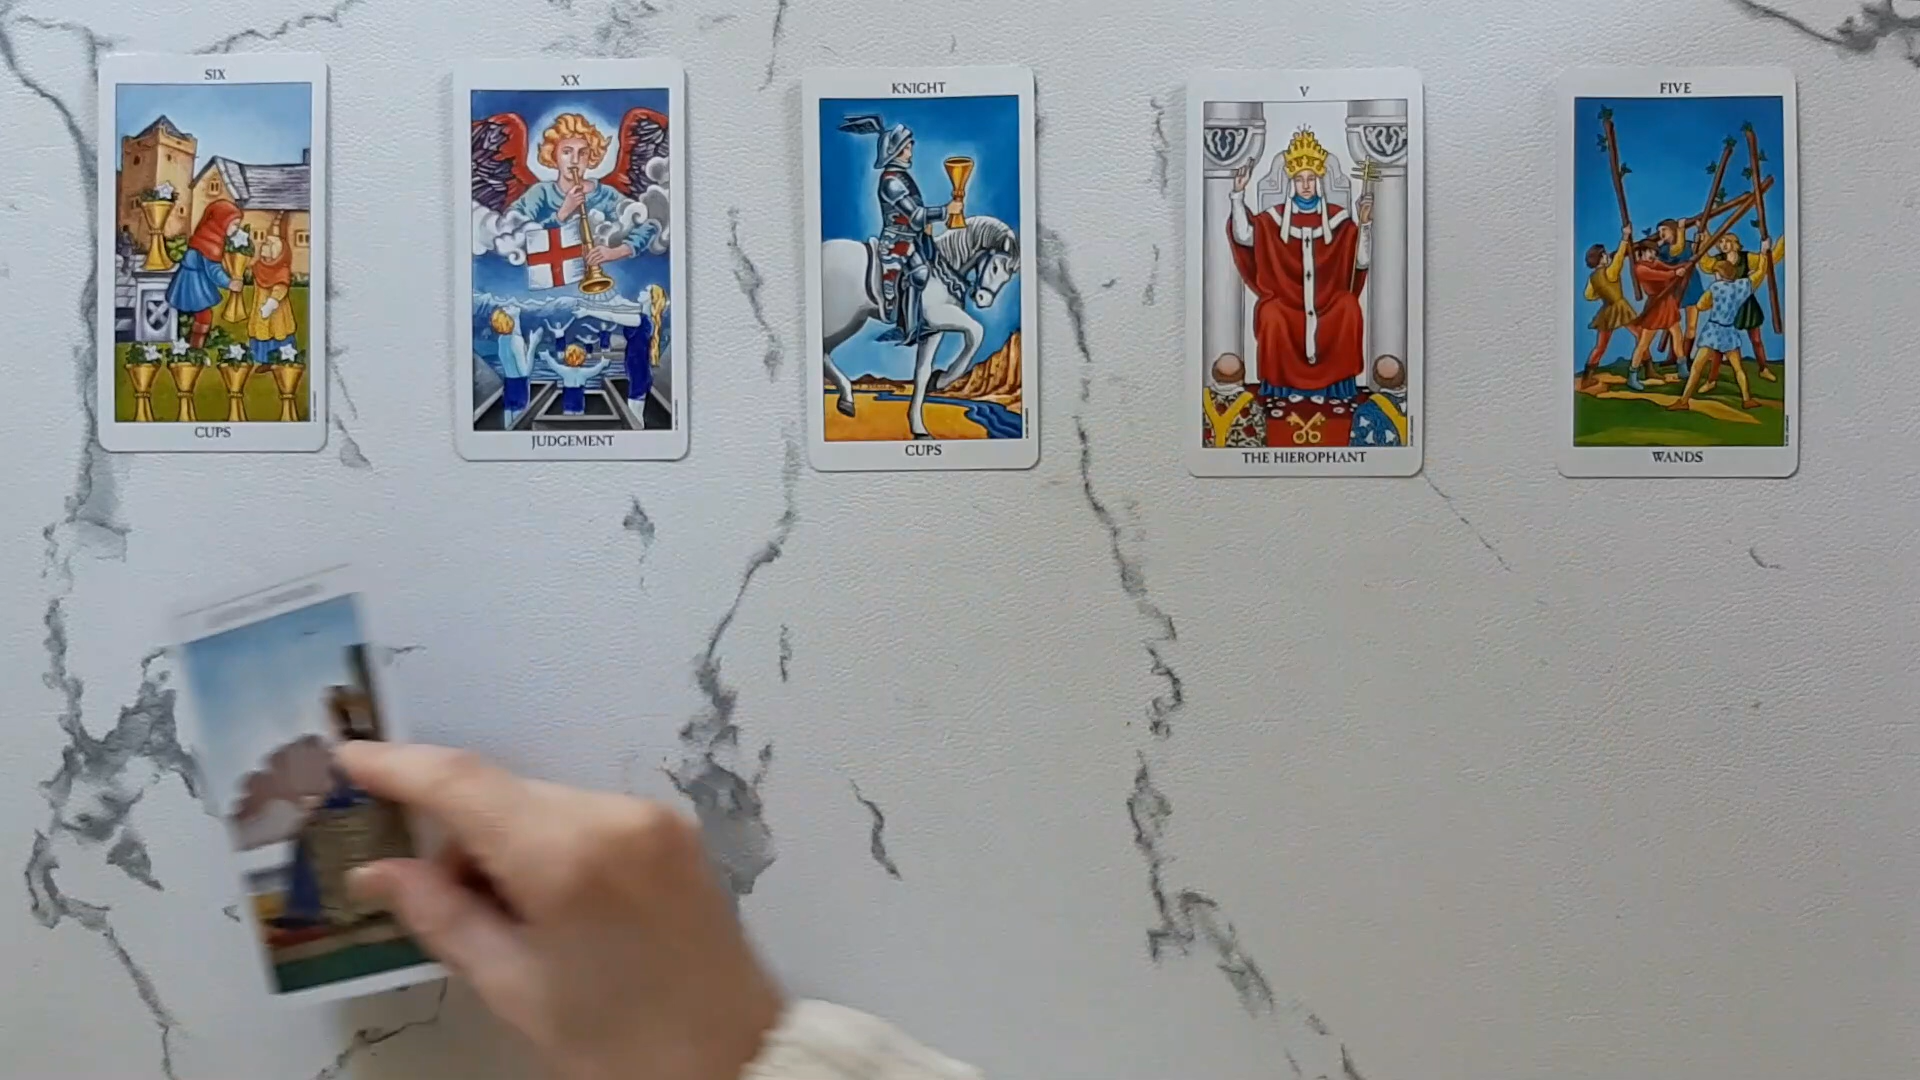 SIX
CUPS
XX
JUDGEMENT
KNIGHT
CUPS
V
THE HIEROPHANT
FIVE
WANDS